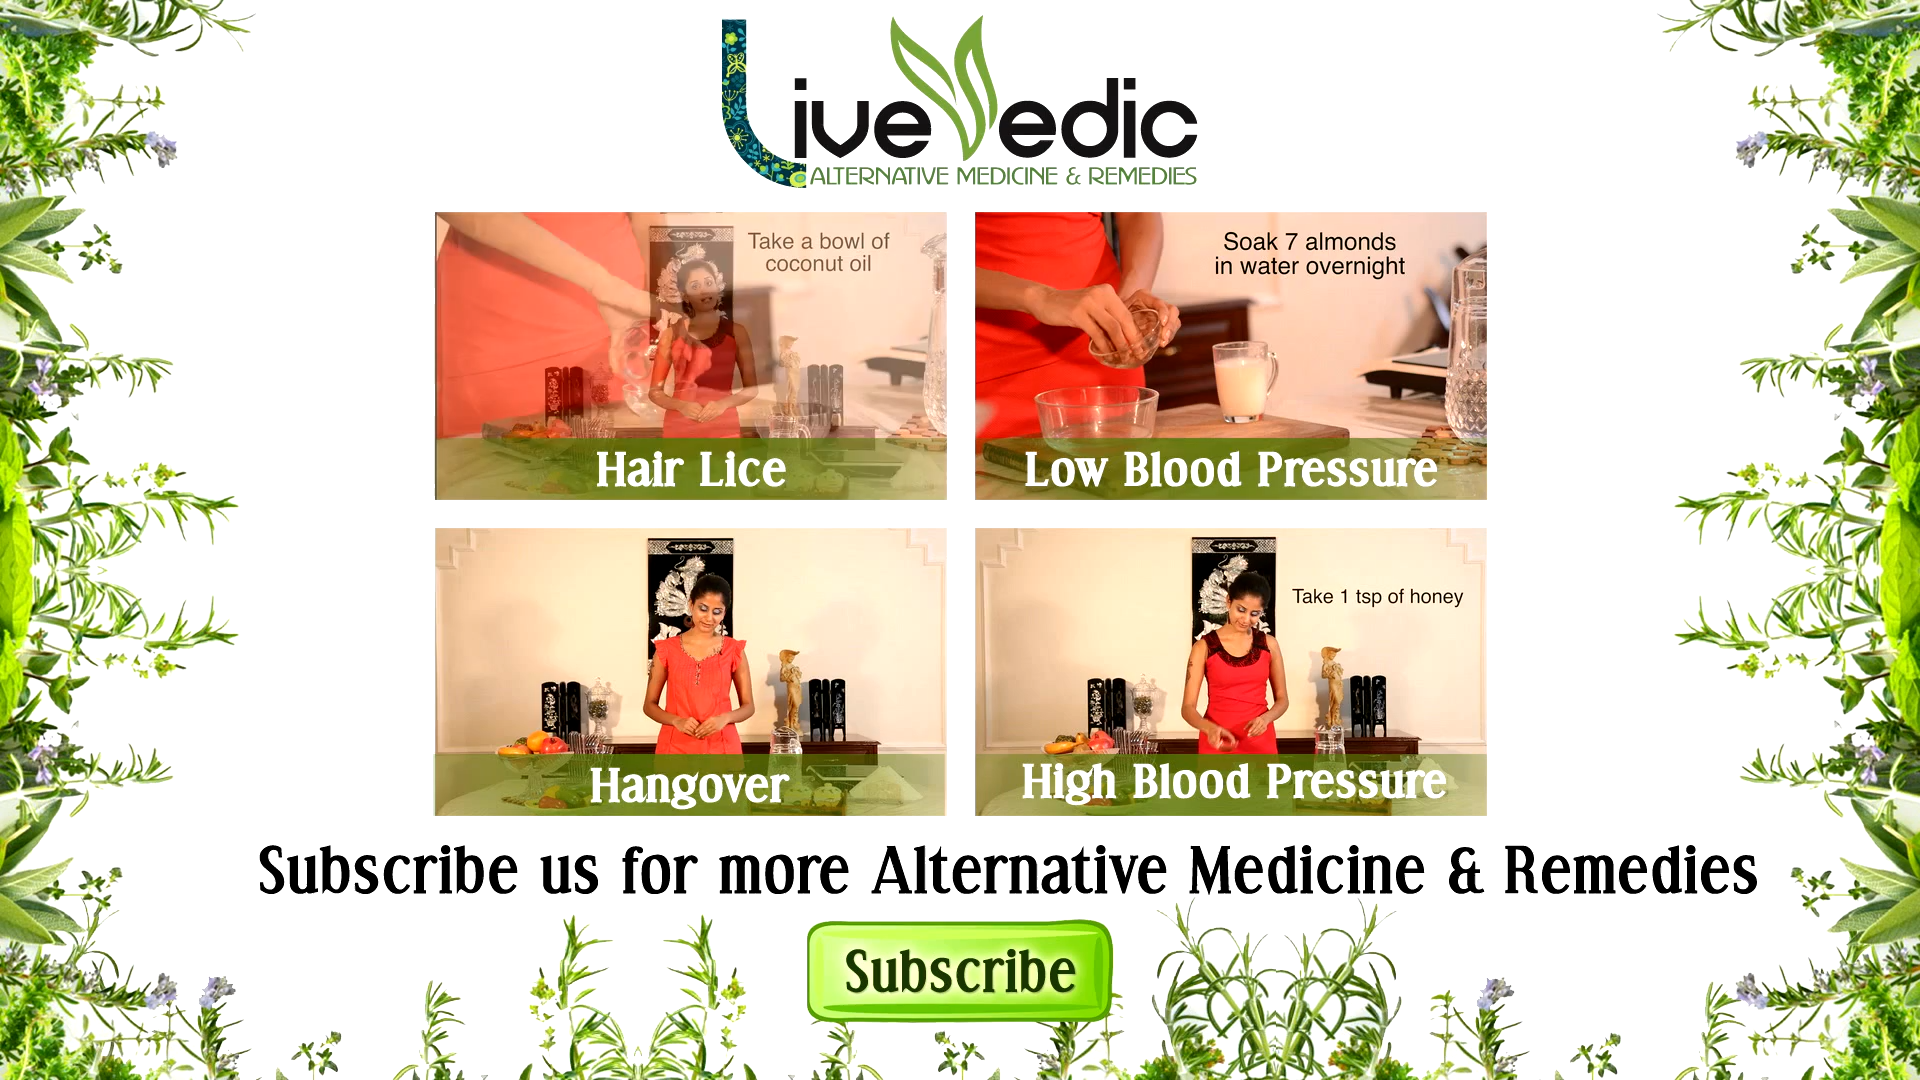 LiveVedic
ALTERNATIVE MEDICINE & REMEDIES
Take a bowl of
coconut oil
Hair Lice
Soak 7 almonds
in water overnight
Low Blood Pressure
Hangover
Take 1 tsp of honey
High Blood Pressure
Subscribe us for more Alternative Medicine & Remedies
Subscribe